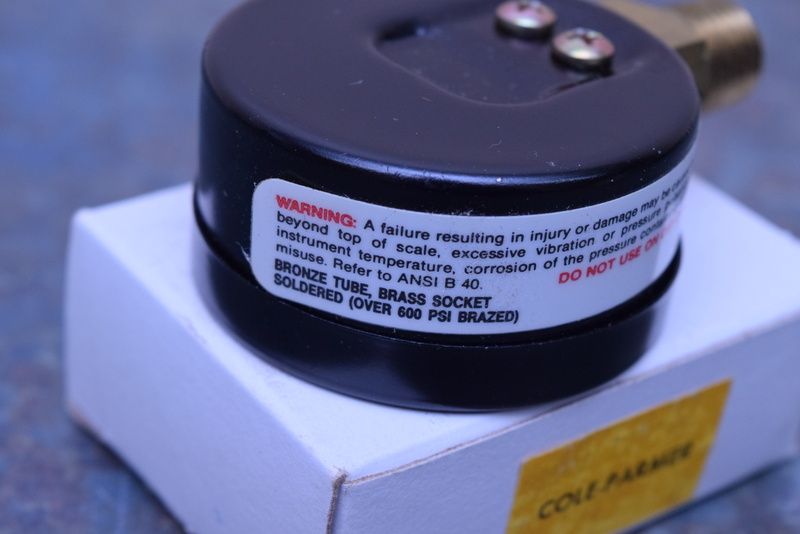 WARNING: A failure resulting in injury or damage may be
beyond top of scale, excessive vibration or pressure
instrument temperature, corrosion of the pressure
misuse. Refer to ANSI B 40.
DO NOT USE ON
BRONZE TUBE, BRASS SOCKET
SOLDERED (OVER 600 PSI BRAZED)
COLE-PARMER